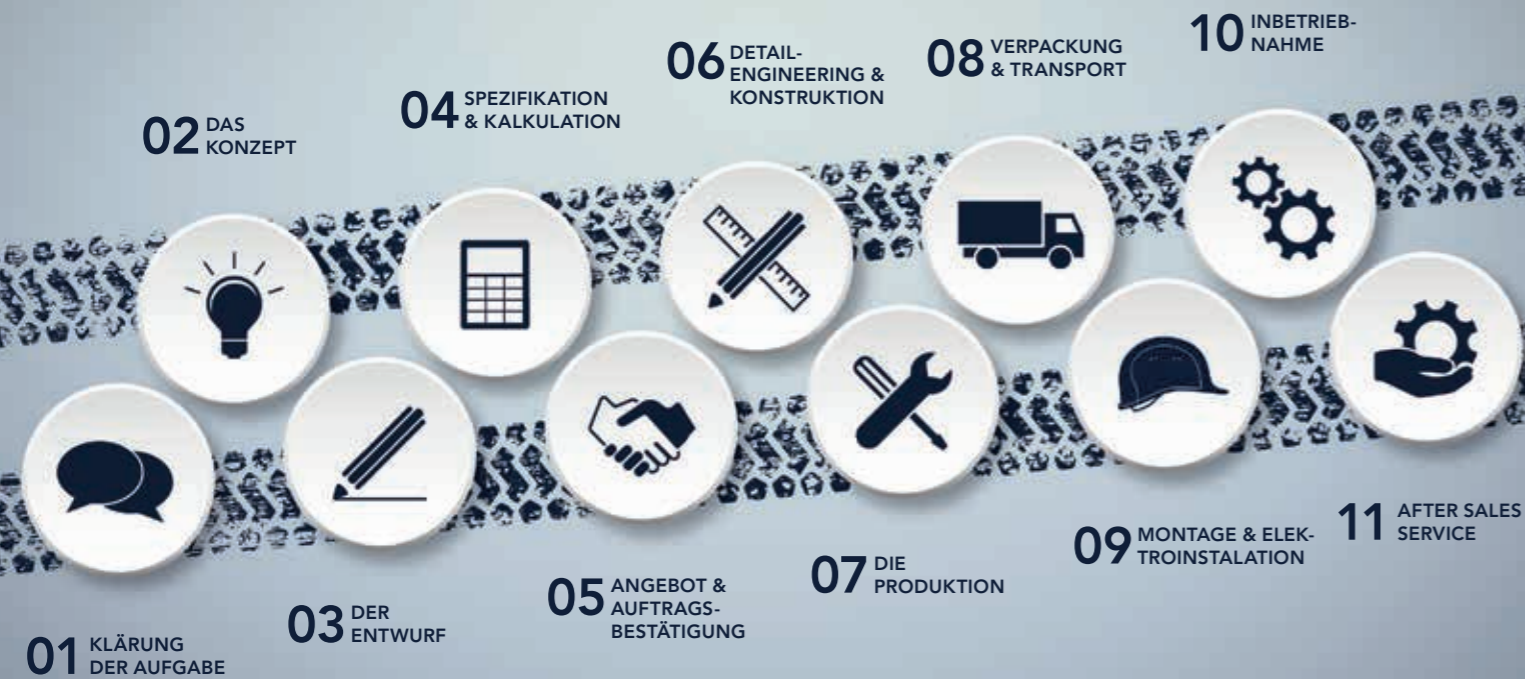 01 KLÄRUNG
DER AUFGABE
02 DAS
KONZEPT
03 DER
ENTWURF
04 SPEZIFIKATION
& KALKULATION
05 ANGEBOT &
AUFTRAGS-
BESTÄTIGUNG
06 DETAIL-
ENGINEERING &
KONSTRUKTION
07 DIE
PRODUKTION
08 VERPACKUNG
& TRANSPORT
09 MONTAGE & ELEK-
TROINSTALATION
10 INBETRIEB-
NAHME
11 AFTER SALES
SERVICE